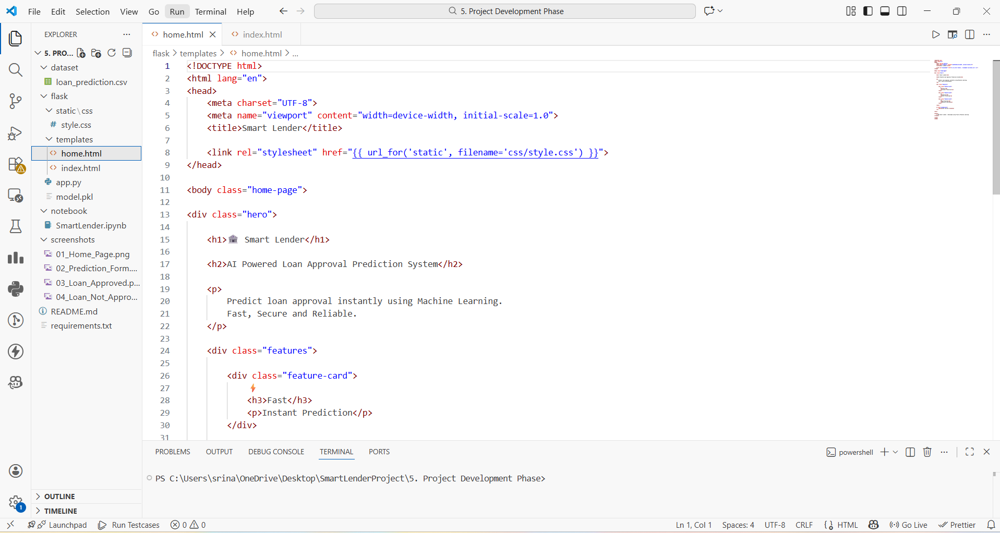 File Edit Selection View Go Run Terminal Help
5. Project Development Phase
EXPLORER
5. PRO...
dataset
loan_prediction.csv
flask
static\css
style.css
templates
home.html
index.html
app.py
model.pkl
notebook
SmartLender.ipynb
screenshots
01_Home_Page.png
02_Prediction_Form....
03_Loan_Approved.p...
04_Loan_Not_Appro...
README.md
requirements.txt
OUTLINE
TIMELINE
home.html index.html
flask > templates > home.html > ...
1 <!DOCTYPE html>
2 <html lang="en">
3 <head>
4 <meta charset="UTF-8">
5 <meta name="viewport" content="width=device-width, initial-scale=1.0">
6 <title>Smart Lender</title>
7
8 <link rel="stylesheet" href="{{ url_for('static', filename='css/style.css') }}">
9 </head>
10
11 <body class="home-page">
12
13 <div class="hero">
14
15 <h1>🏦 Smart Lender</h1>
16
17 <h2>AI Powered Loan Approval Prediction System</h2>
18
19 <p>
20 Predict loan approval instantly using Machine Learning.
21 Fast, Secure and Reliable.
22 </p>
23
24 <div class="features">
25
26 <div class="feature-card">
27 ⚡
28 <h3>Fast</h3>
29 <p>Instant Prediction</p>
30 </div>
31
PROBLEMS OUTPUT DEBUG CONSOLE TERMINAL PORTS
powershell
PS C:\Users\srina\OneDrive\Desktop\SmartLenderProject\5. Project Development Phase>
1
Launchpad Run Testcases 0 0
Ln 1, Col 1 Spaces: 4 UTF-8 CRLF {} HTML Go Live Prettier